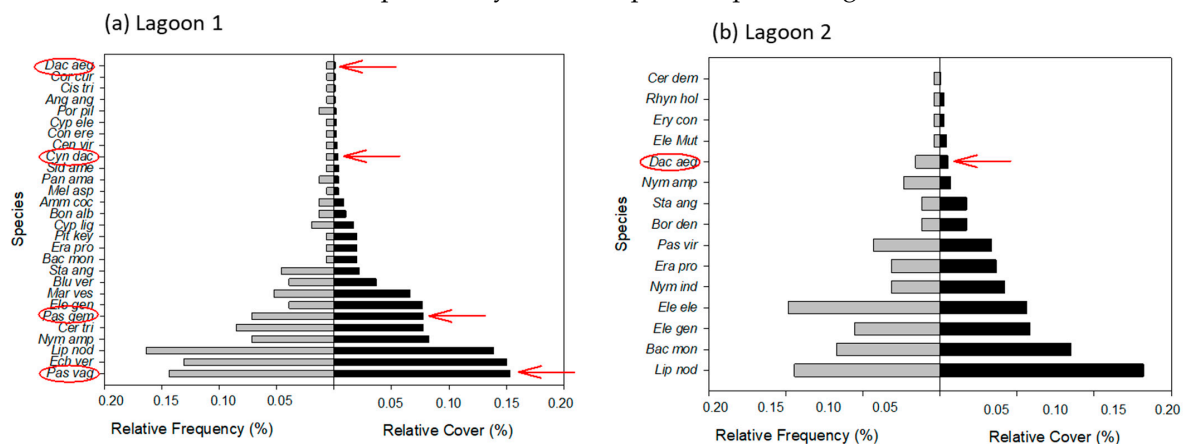 (a) Lagoon 1
Dac aeg
Cor cur
Cis tri
Ang ang
Por pil
Cyp ele
Con ere
Cen vir
Cyn dac
Sid ame
Pan ama
Mel asp
Amm coc
Bon alb
Cyp lig
Pit key
Era pro
Bac mon
Sta ang
Blu ver
Mar ves
Ele gen
Pas gem
Cer tri
Nym amp
Lip nod
Ech ver
Pas vag
Species
0.20 0.10 0.05 0.05 0.10 0.15 0.20
Relative Frequency (%) Relative Cover (%)
(b) Lagoon 2
Cer dem
Rhyn hol
Ery con
Ele Mut
Dac aeg
Nym amp
Sta ang
Bor den
Pas vir
Era pro
Nym ind
Ele ele
Ele gen
Bac mon
Lip nod
Species
0.20 0.10 0.05 0.05 0.10 0.15 0.20
Relative Frequency (%) Relative Cover (%)